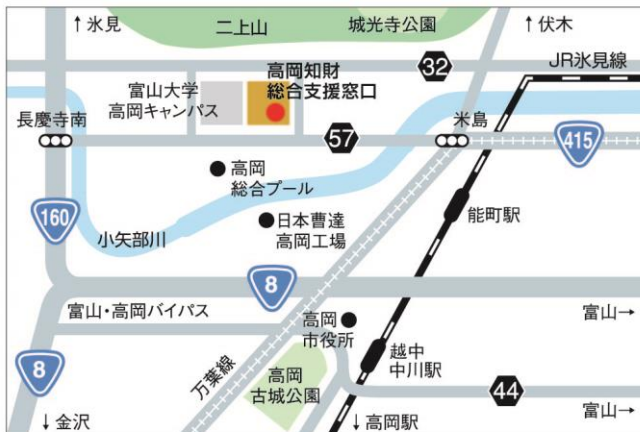 ↑氷見
二上山
城光寺公園
↑伏木
JR氷見線
32
富山大学
高岡キャンパス
高岡知財
総合支援窓口
長慶寺南
57
米島
415
高岡
総合プール
160
小矢部川
日本曹達
高岡工場
能町駅
8
富山・高岡バイパス
高岡
市役所
富山→
8
万葉線
高岡
古城公園
越中
中川駅
44
↓金沢
↓高岡駅
富山→